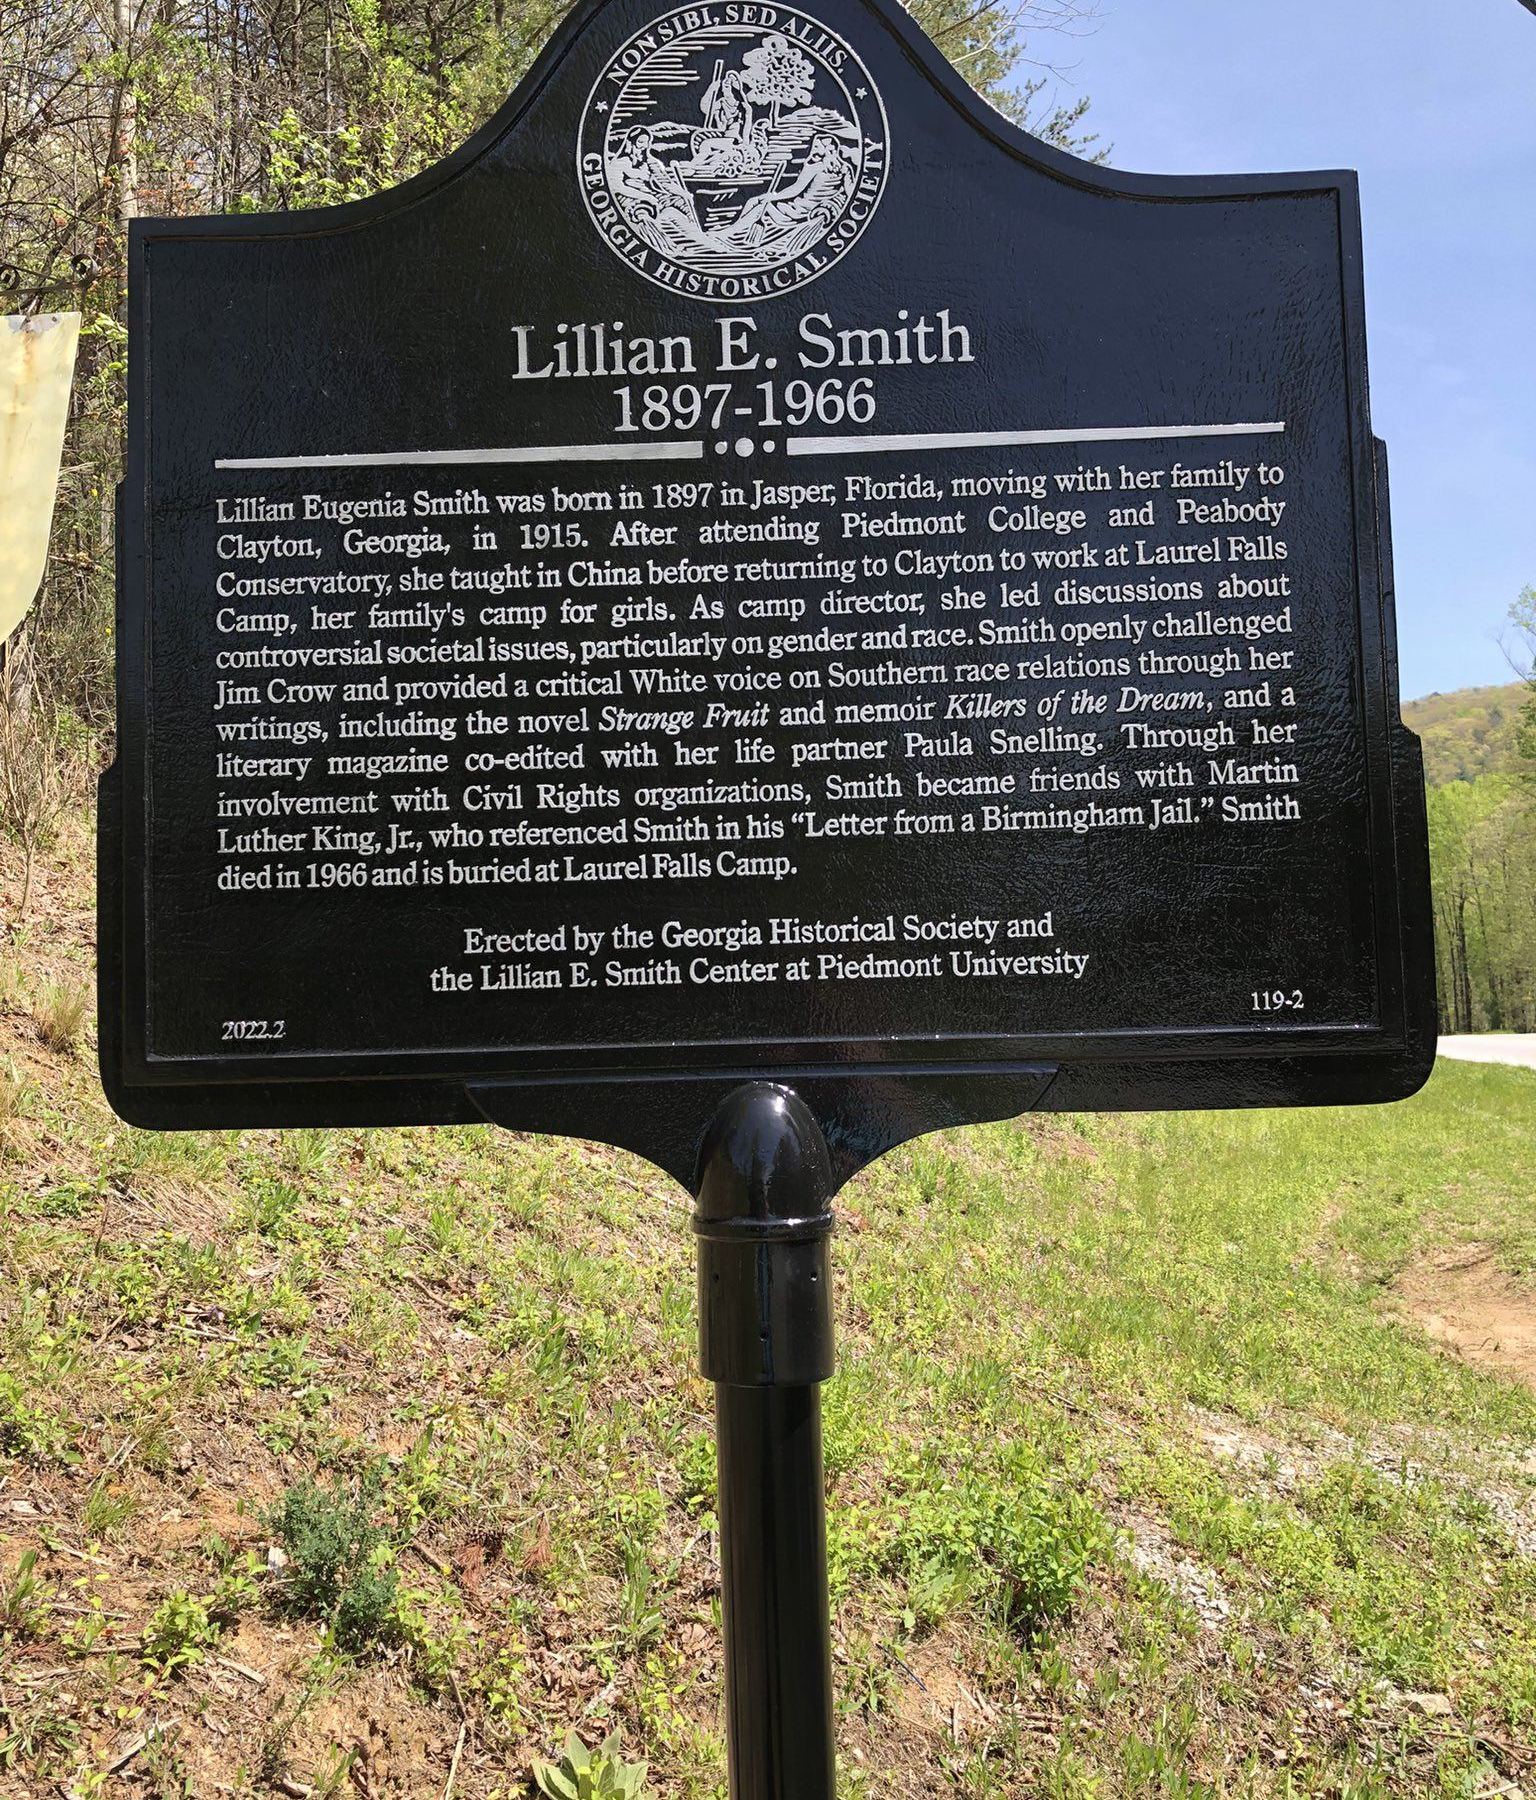 NON SIBI, SED ALIIS.
GEORGIA HISTORICAL SOCIETY
Lillian E. Smith
1897-1966
Lillian Eugenia Smith was born in 1897 in Jasper, Florida, moving with her family to
Clayton, Georgia, in 1915. After attending Piedmont College and Peabody
Conservatory, she taught in China before returning to Clayton to work at Laurel Falls
Camp, her family's camp for girls. As camp director, she led discussions about
controversial societal issues, particularly on gender and race. Smith openly challenged
Jim Crow and provided a critical White voice on Southern race relations through her
writings, including the novel Strange Fruit and memoir Killers of the Dream, and a
literary magazine co-edited with her life partner Paula Snelling. Through her
involvement with Civil Rights organizations, Smith became friends with Martin
Luther King, Jr., who referenced Smith in his “Letter from a Birmingham Jail.” Smith
died in 1966 and is buried at Laurel Falls Camp.
Erected by the Georgia Historical Society and
the Lillian E. Smith Center at Piedmont University
2022.2
119-2